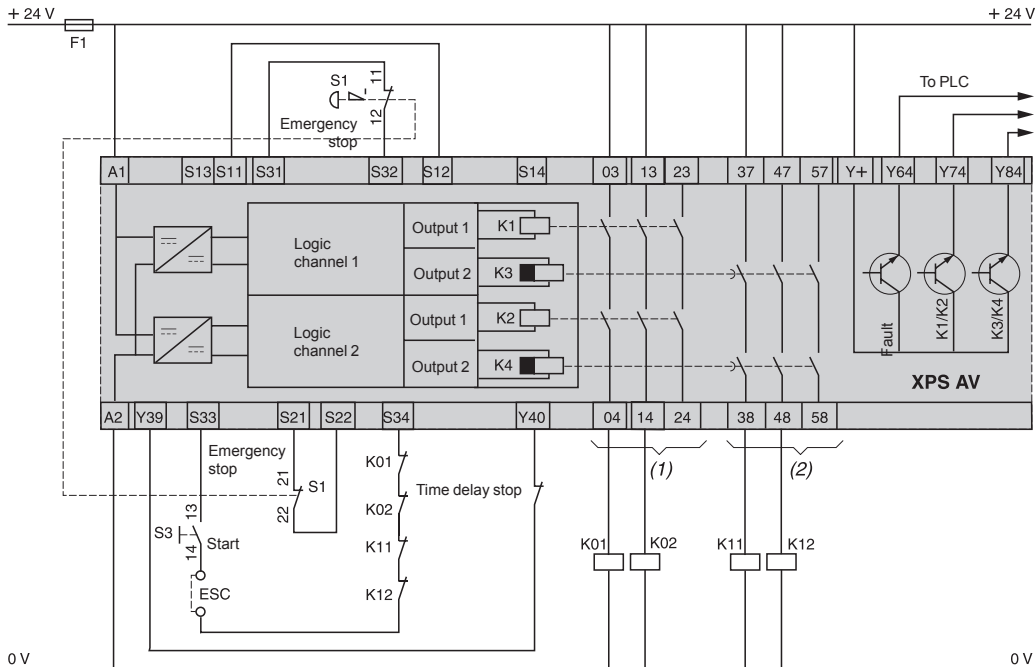 + 24 V
+ 24 V
F1
To PLC
S1
11
12
Emergency
stop
A1
S13
S11
S31
S32
S12
S14
03
13
23
37
47
57
Y+
Y64
Y74
Y84
Logic
channel 1
Output 1
K1
Output 2
K3
Logic
channel 2
Output 1
K2
Output 2
K4
Fault
K1/K2
K3/K4
XPS AV
A2
Y39
S33
S21
S22
S34
Y40
04
14
24
38
48
58
(1)
(2)
Emergency
stop
21
22
S1
K01
K02
K11
K12
Time delay stop
13
14
S3
Start
ESC
K01
K02
K11
K12
0 V
0 V